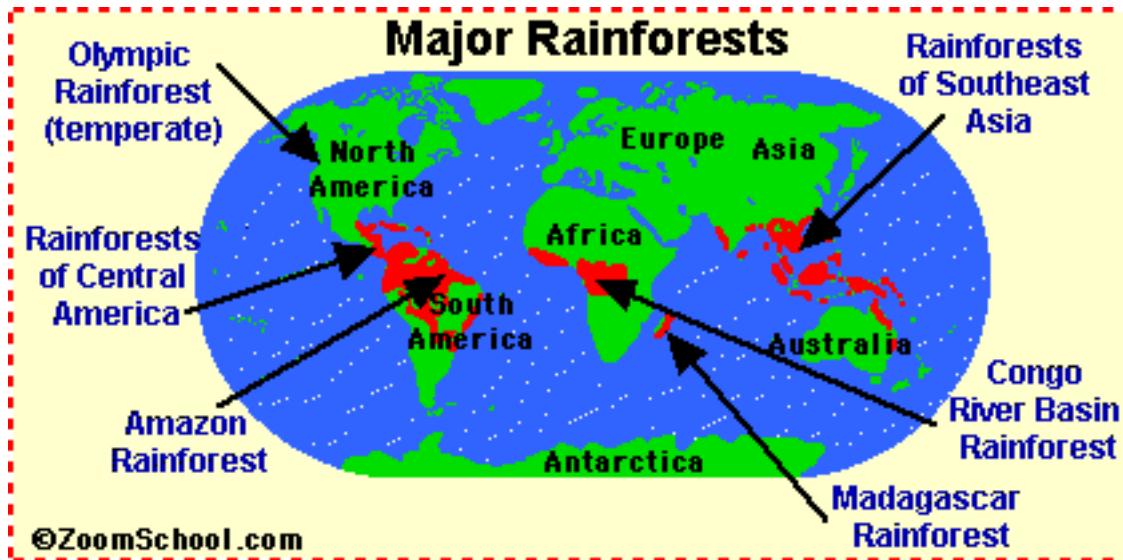 Major Rainforests
Olympic
Rainforest
(temperate)
Rainforests
of Southeast
Asia
North
America
Europe
Asia
Rainforests
of Central
America
Africa
South
America
Australia
Amazon
Rainforest
Congo
River Basin
Rainforest
Antarctica
Madagascar
Rainforest
©ZoomSchool.com